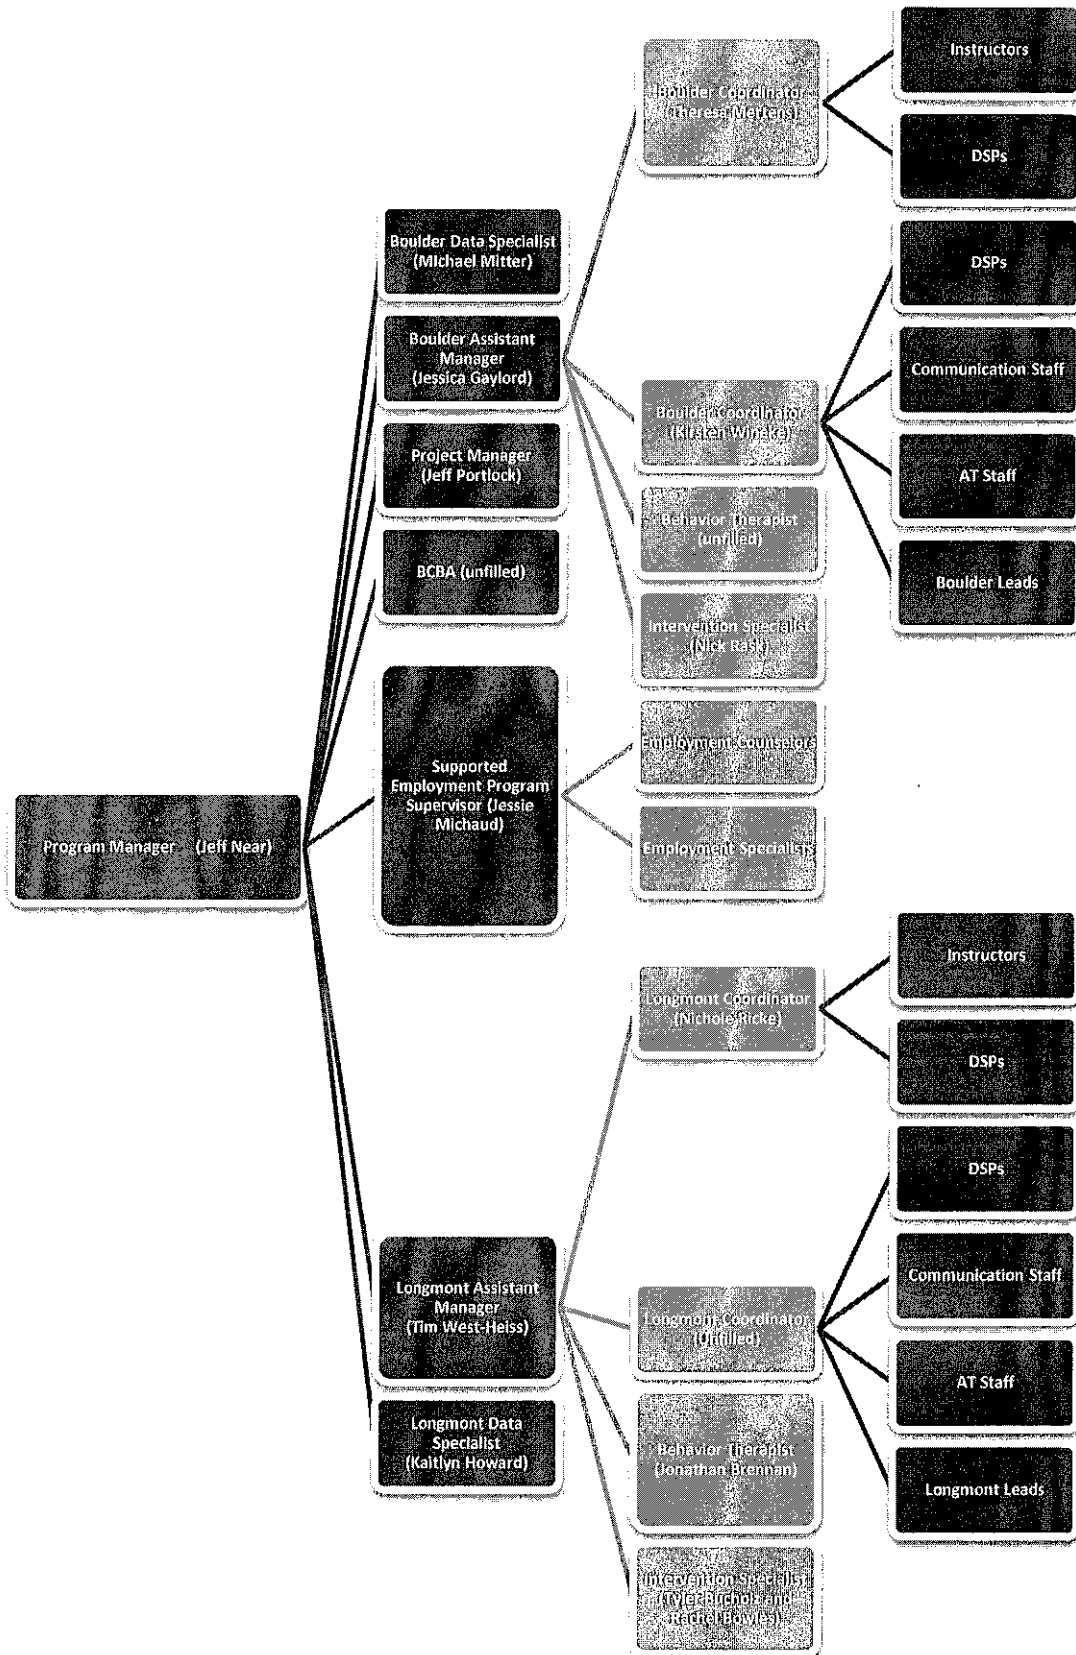 Instructors
Boulder Coordinator
(Theresa Mertens)
DSPs
Boulder Data Specialist
(Michael Mitter)
DSPs
Boulder Assistant
Manager
(Jessica Gaylord)
Communication Staff
Boulder Coordinator
(Kirsten Wineke)
Project Manager
(Jeff Portlock)
AT Staff
Behavior Therapist
(unfilled)
BCBA (unfilled)
Boulder Leads
Intervention Specialist
(Nick Rask)
Employment Counselors
Supported
Employment Program
Supervisor (Jessie
Michaud)
Employment Specialists
Program Manager (Jeff Near)
Instructors
Longmont Coordinator
(Nichole Ricke)
DSPs
DSPs
Longmont Assistant
Manager
(Tim West-Heiss)
Communication Staff
Longmont Coordinator
(Unfilled)
AT Staff
Longmont Data
Specialist
(Kaitlyn Howard)
Behavior Therapist
(Jonathan Brennan)
Longmont Leads
Intervention Specialist
(Tyler Bucholz and
Rachel Bowles)